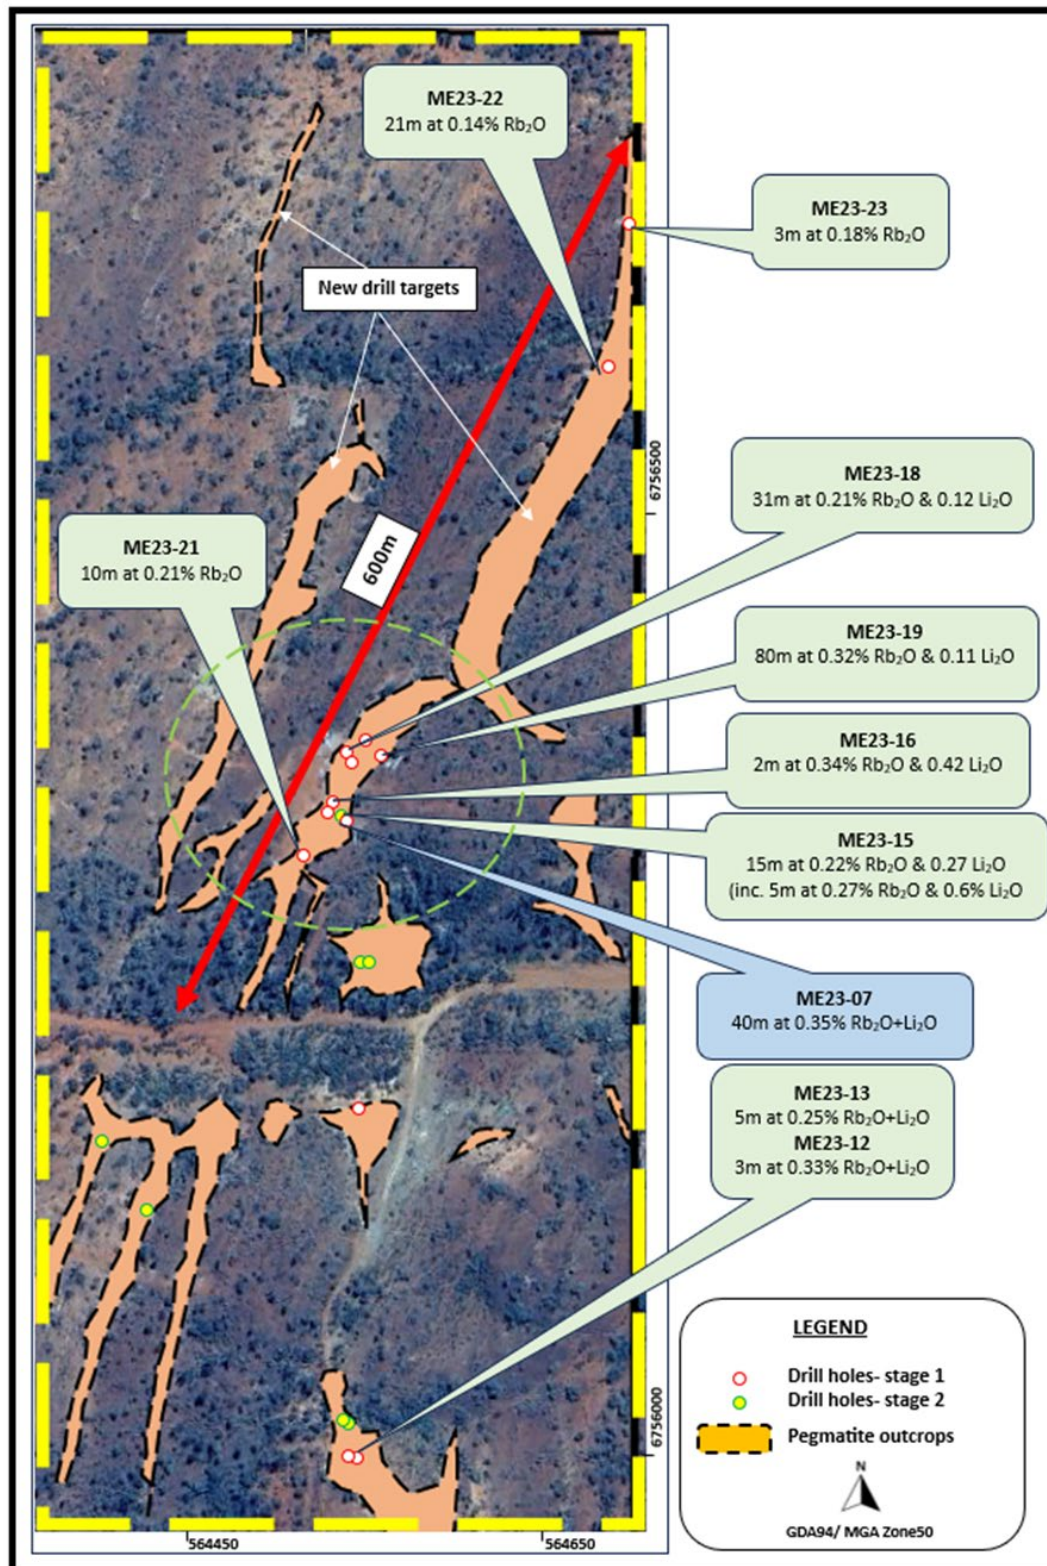 ME23-22
21m at 0.14% Rb₂O
ME23-23
3m at 0.18% Rb₂O
New drill targets
6756500
ME23-18
31m at 0.21% Rb₂O & 0.12 Li₂O
600m
ME23-21
10m at 0.21% Rb₂O
ME23-19
80m at 0.32% Rb₂O & 0.11 Li₂O
ME23-16
2m at 0.34% Rb₂O & 0.42 Li₂O
ME23-15
15m at 0.22% Rb₂O & 0.27 Li₂O
(inc. 5m at 0.27% Rb₂O & 0.6% Li₂O
ME23-07
40m at 0.35% Rb₂O+Li₂O
ME23-13
5m at 0.25% Rb₂O+Li₂O
ME23-12
3m at 0.33% Rb₂O+Li₂O
LEGEND
Drill holes- stage 1
Drill holes- stage 2
Pegmatite outcrops
N
GDA94/ MGA Zone50
6756000
564450
564650